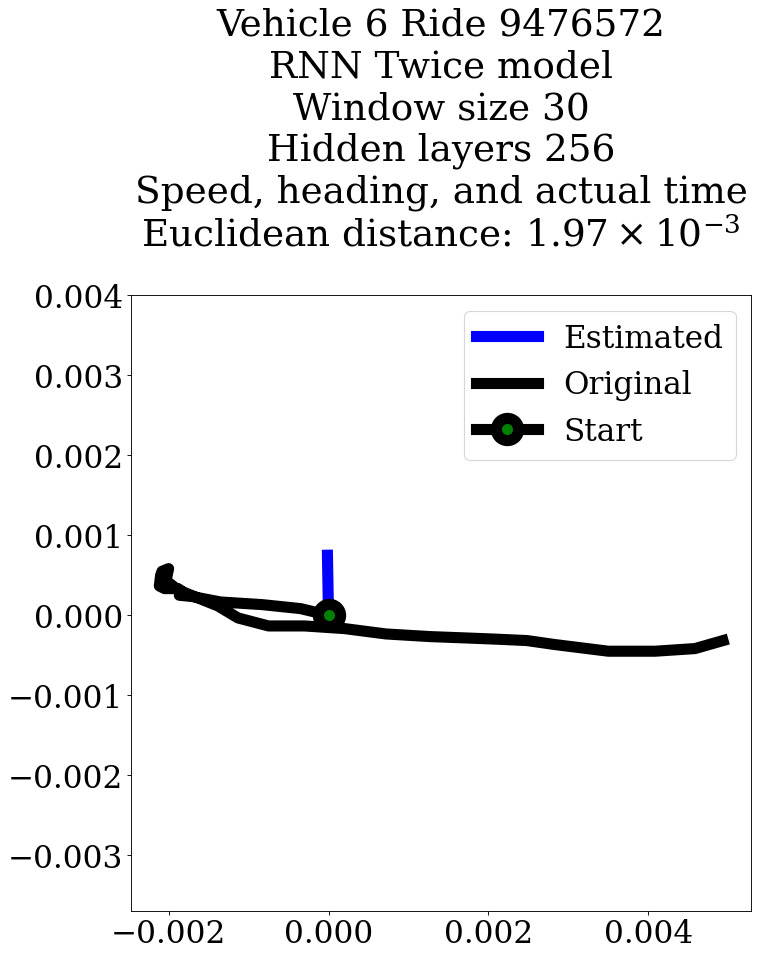 Vehicle 6 Ride 9476572
RNN Twice model
Window size 30
Hidden layers 256
Speed, heading, and actual time
Euclidean distance: 1.97 × 10⁻³
Estimated
Original
Start
0.004
0.003
0.002
0.001
0.000
−0.001
−0.002
−0.003
−0.002 0.000 0.002 0.004